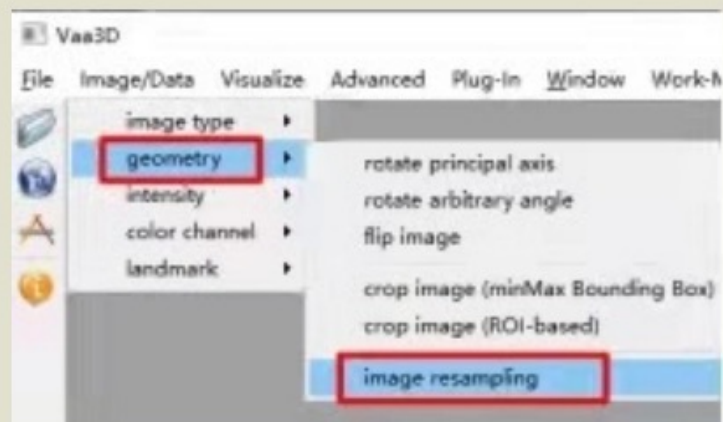 Vaa3D
File Image/Data Visualize Advanced Plug-In Window Work-M
image type
geometry
intensity
color channel
landmark
rotate principal axis
rotate arbitrary angle
flip image
crop image (minMax Bounding Box)
crop image (ROI-based)
image resampling